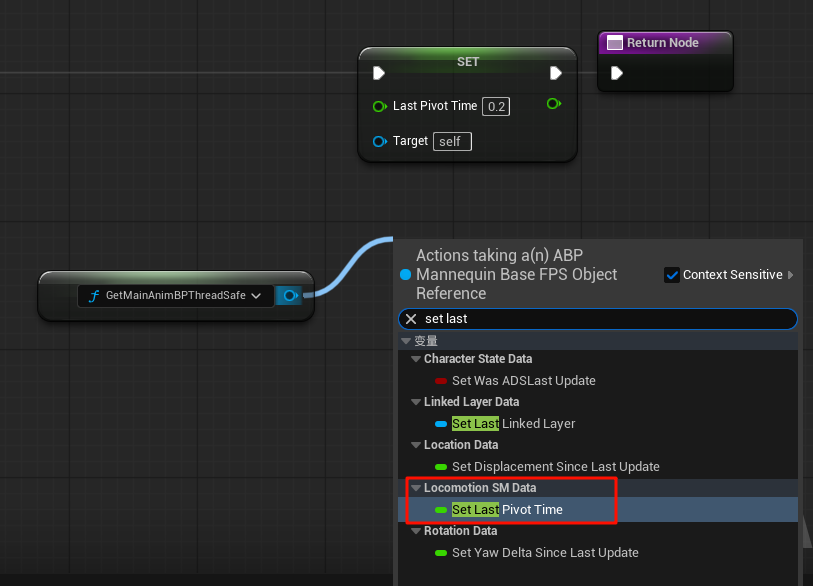 SET
Return Node
Last Pivot Time 0.2
Target self
GetMainAnimBPThreadSafe
Actions taking a(n) ABP
Mannequin Base FPS Object
Reference
Context Sensitive
set last
变量
Character State Data
Set Was ADSLast Update
Linked Layer Data
Set Last Linked Layer
Location Data
Set Displacement Since Last Update
Locomotion SM Data
Set Last Pivot Time
Rotation Data
Set Yaw Delta Since Last Update